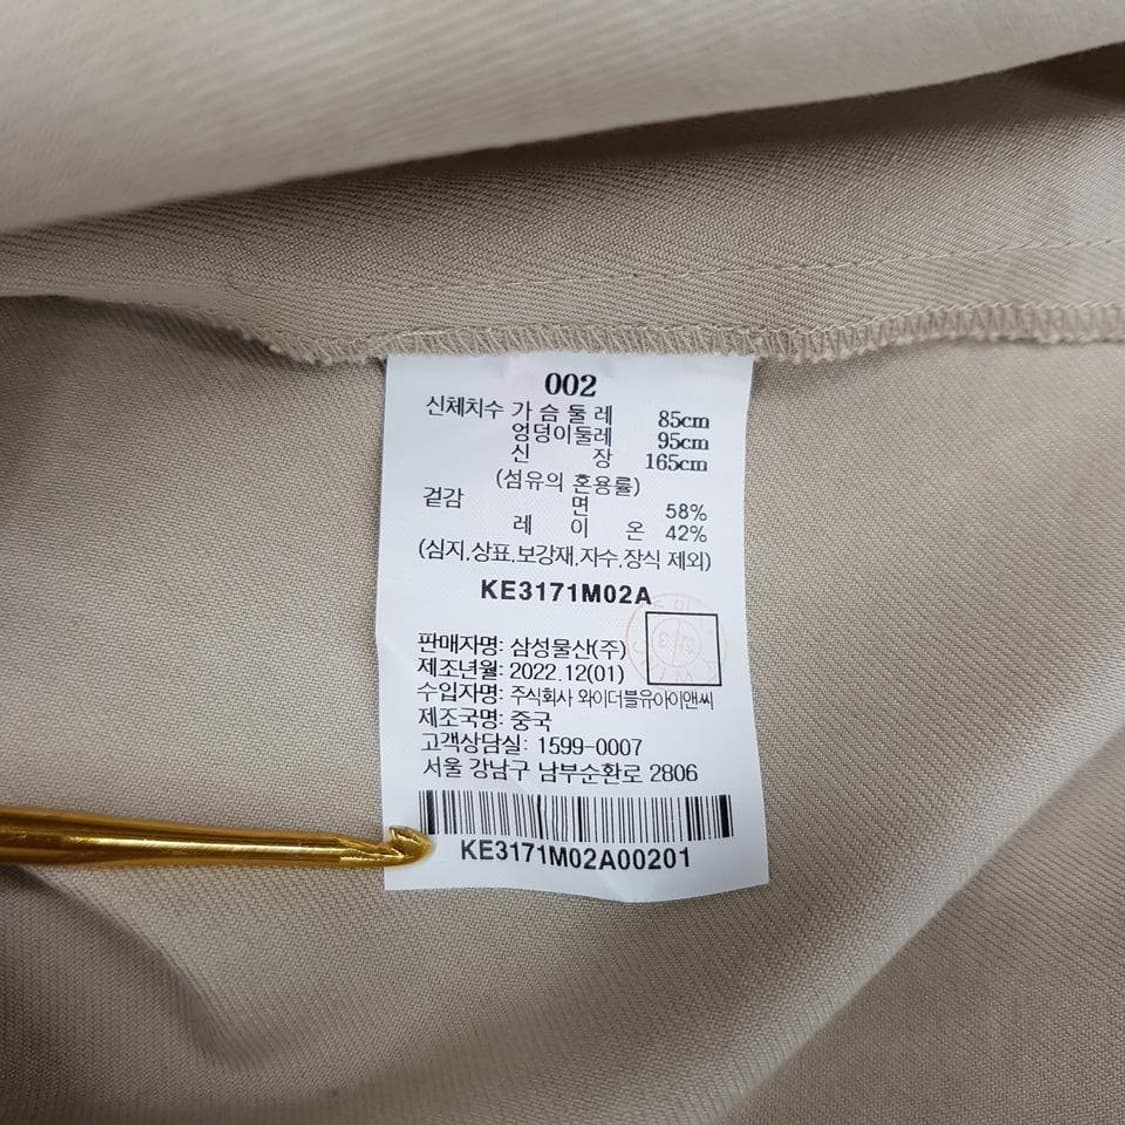 002
신체치수 가 슴 둘 레 85cm
엉덩이둘레 95cm
신 장 165cm
(섬유의 혼용률)
겉감 면 58%
레 이 온 42%
(심지,상표,보강재,자수,장식 제외)
KE3171M02A
판매자명: 삼성물산(주)
제조년월: 2022.12(01)
수입자명: 주식회사 와이더블유아이앤씨
제조국명: 중국
고객상담실: 1599-0007
서울 강남구 남부순환로 2806
KE3171M02A00201